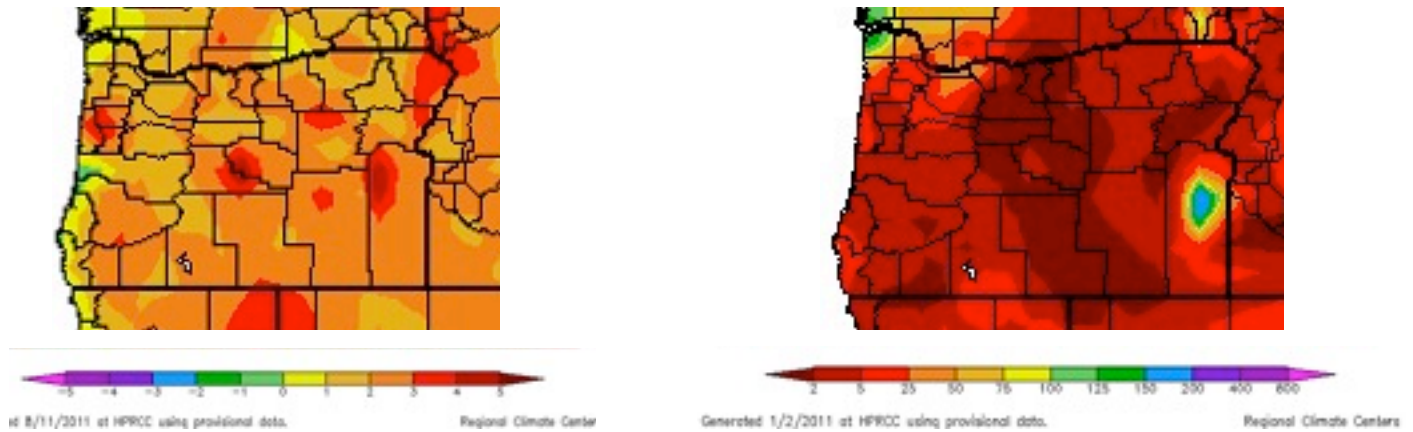 -5 -4 -3 -2 -1 0 1 2 3 4 5
d 8/11/2011 at HPRCC using provisional data.
Regional Climate Center
2 5 25 50 75 100 125 150 200 400 600
Generated 1/2/2011 at HPRCC using provisional data.
Regional Climate Centers